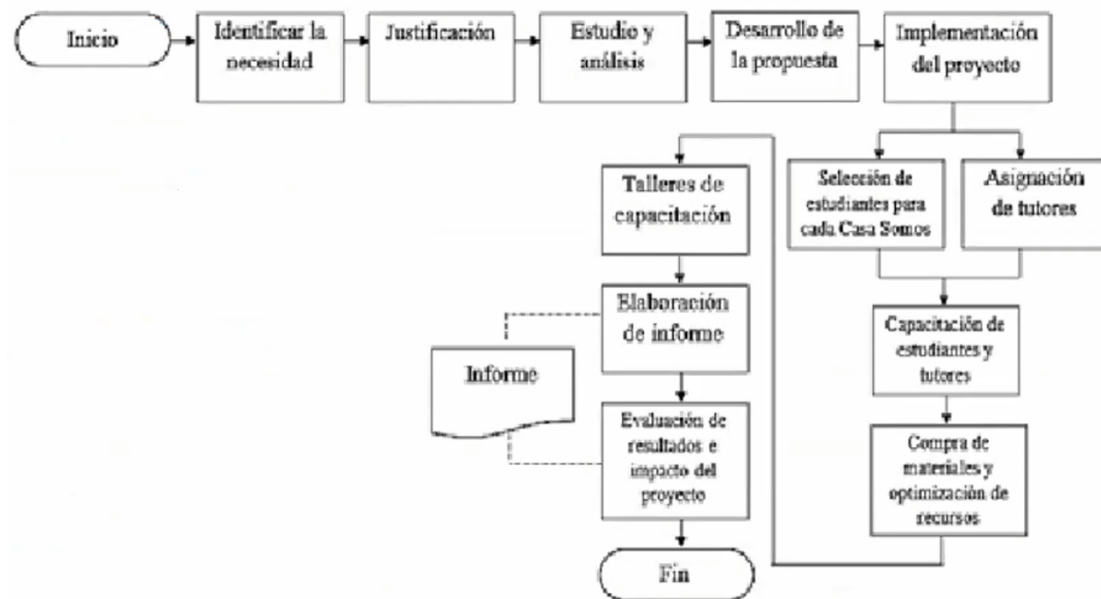 Inicio
Identificar la
necesidad
Justificación
Estudio y
análisis
Desarrollo de
la propuesta
Implementación
del proyecto
Selección de
estudiantes para
cada Casa Somos
Asignación
de tutores
Capacitación de
estudiantes y
tutores
Compra de
materiales y
optimización de
recursos
Talleres de
capacitación
Elaboración
de informe
Informe
Evaluación de
resultados e
impacto del
proyecto
Fin